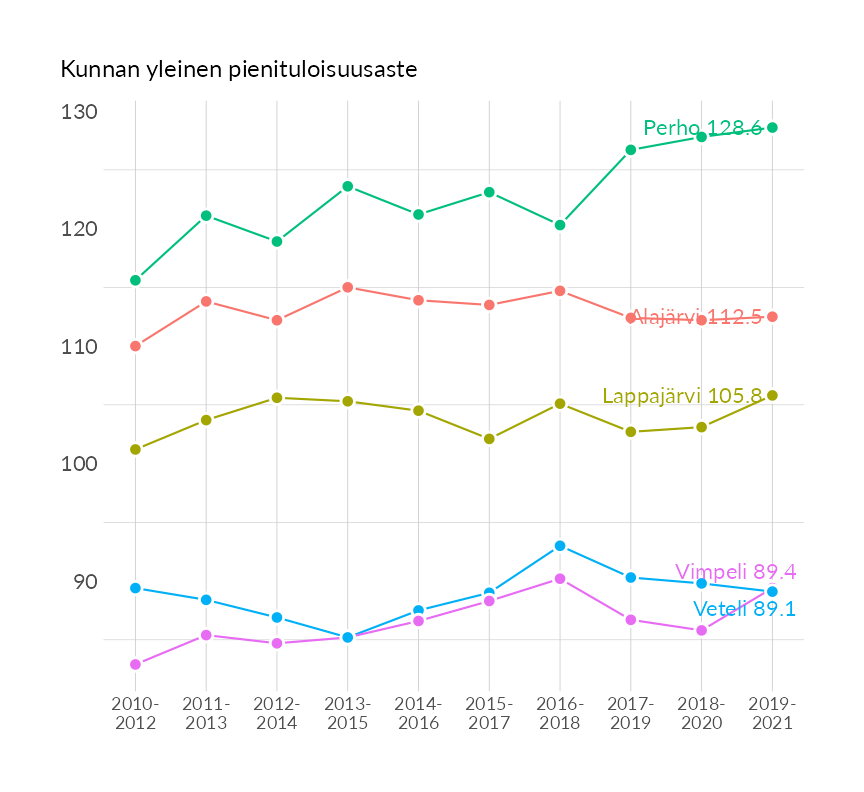 Kunnan yleinen pienituloisuusaste
130
Perho 128.6
120
Alajärvi 112.5
110
Lappajärvi 105.8
100
Vimpeli 89.4
90
Veteli 89.1
2010- 2011- 2012- 2013- 2014- 2015- 2016- 2017- 2018- 2019-
2012 2013 2014 2015 2016 2017 2018 2019 2020 2021